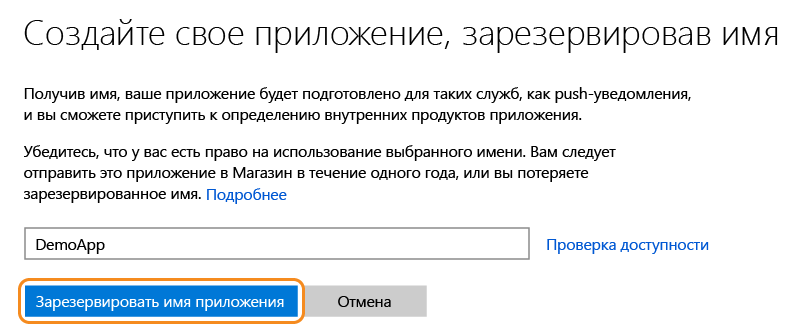 Создайте свое приложение, зарезервировав имя
Получив имя, ваше приложение будет подготовлено для таких служб, как push-уведомления,
и вы сможете приступить к определению внутренних продуктов приложения.
Убедитесь, что у вас есть право на использование выбранного имени. Вам следует
отправить это приложение в Магазин в течение одного года, или вы потеряете
зарезервированное имя. Подробнее
DemoApp Проверка доступности
Зарезервировать имя приложения Отмена